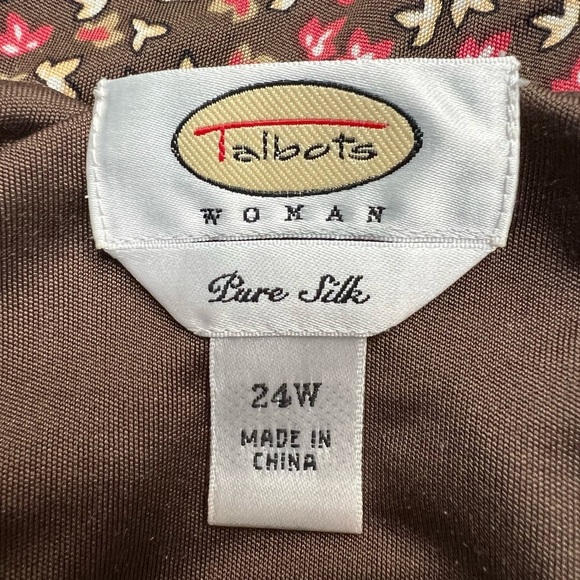 Talbots
WOMAN
Pure Silk
24W
MADE IN
CHINA